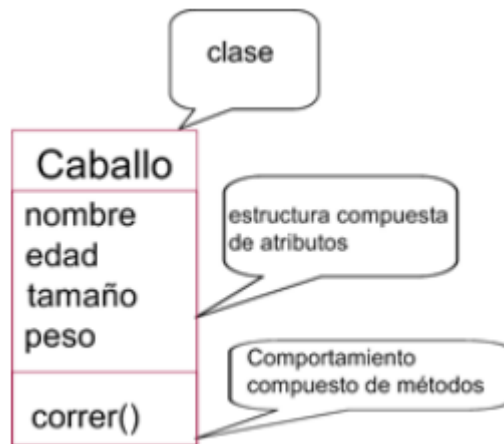 clase
Caballo
nombre
edad
tamaño
peso
estructura compuesta
de atributos
correr()
Comportamiento
compuesto de métodos